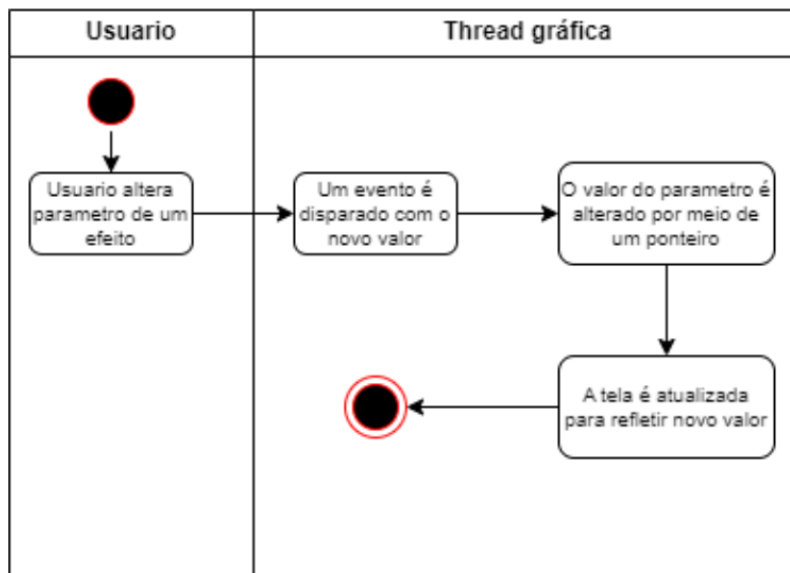 Usuario
Thread gráfica
Usuario altera
parametro de um
efeito
Um evento é
disparado com o
novo valor
O valor do parametro é
alterado por meio de
um ponteiro
A tela é atualizada
para refletir novo valor